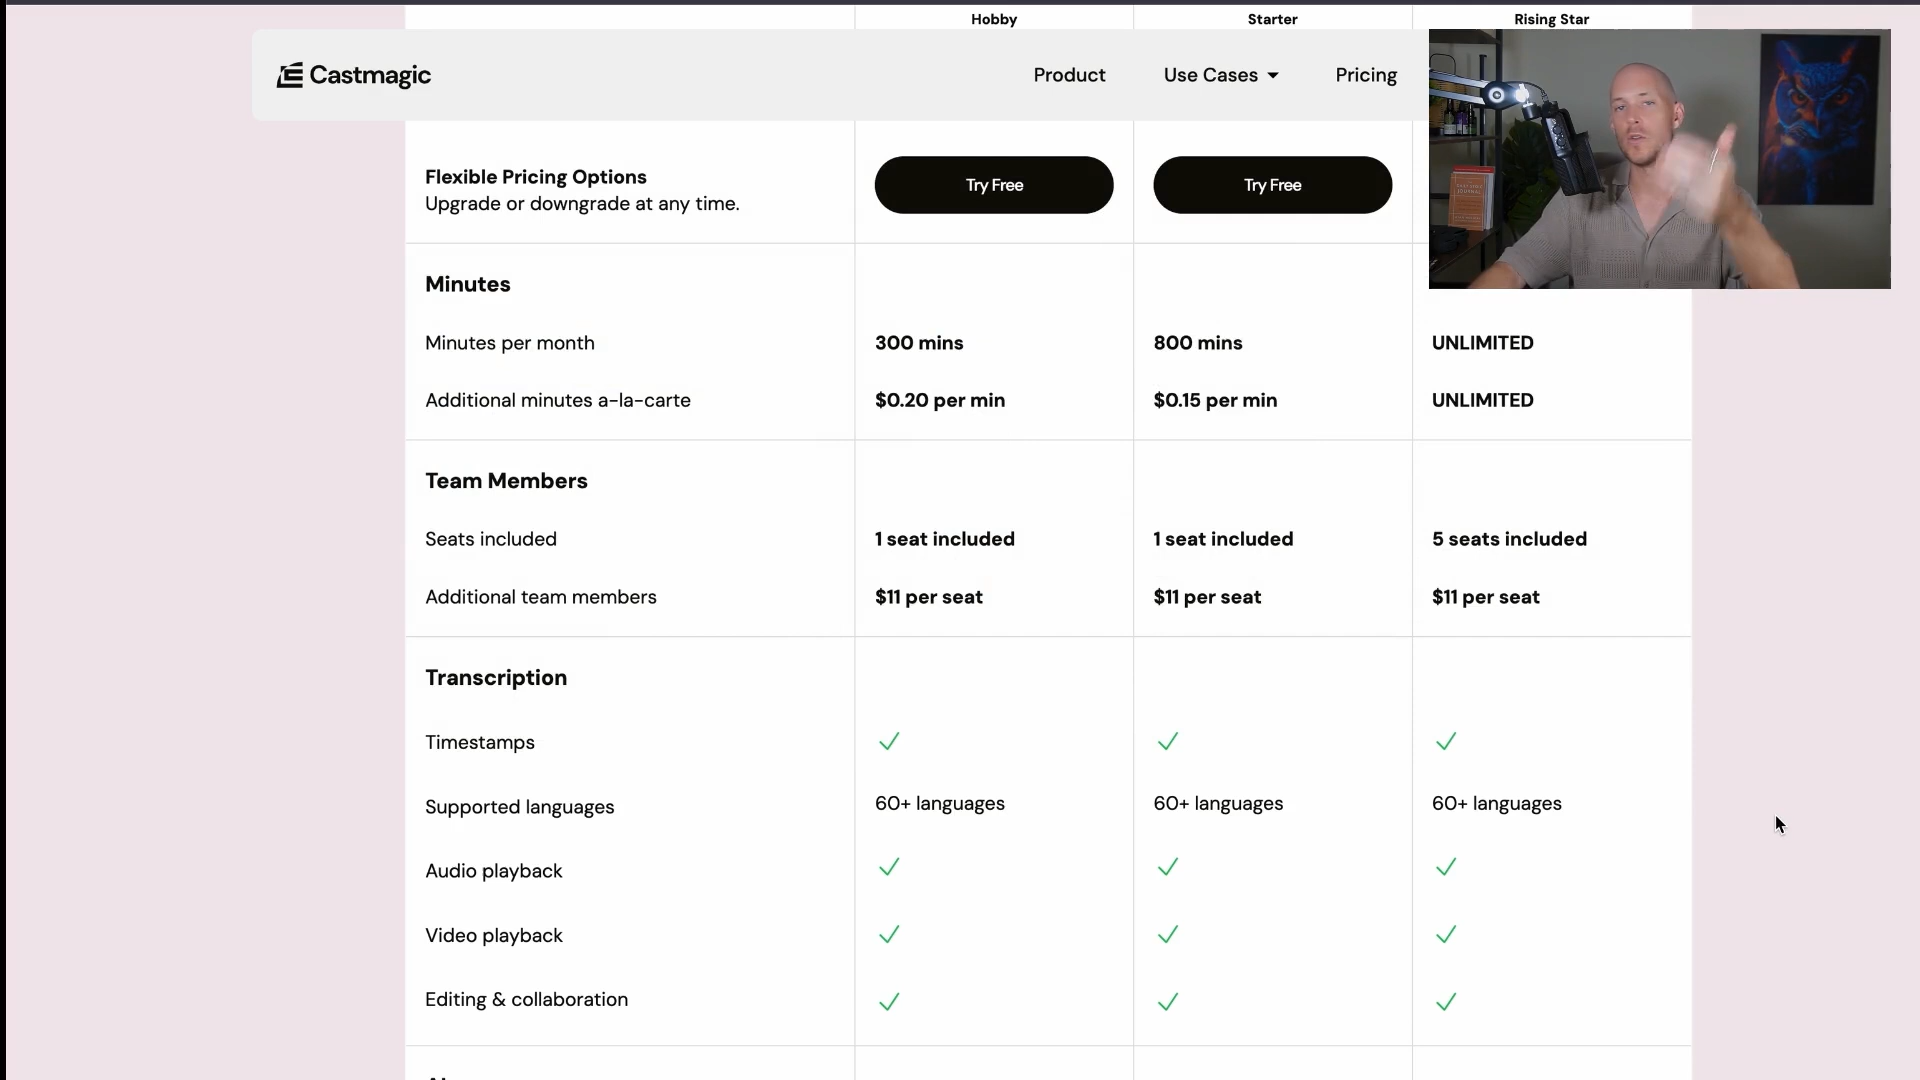 Hobby Starter Rising Star
Castmagic Product Use Cases Pricing
Flexible Pricing Options
Upgrade or downgrade at any time.
Try Free Try Free
Minutes
Minutes per month 300 mins 800 mins UNLIMITED
Additional minutes a-la-carte $0.20 per min $0.15 per min UNLIMITED
Team Members
Seats included 1 seat included 1 seat included 5 seats included
Additional team members $11 per seat $11 per seat $11 per seat
Transcription
Timestamps
Supported languages 60+ languages 60+ languages 60+ languages
Audio playback
Video playback
Editing & collaboration